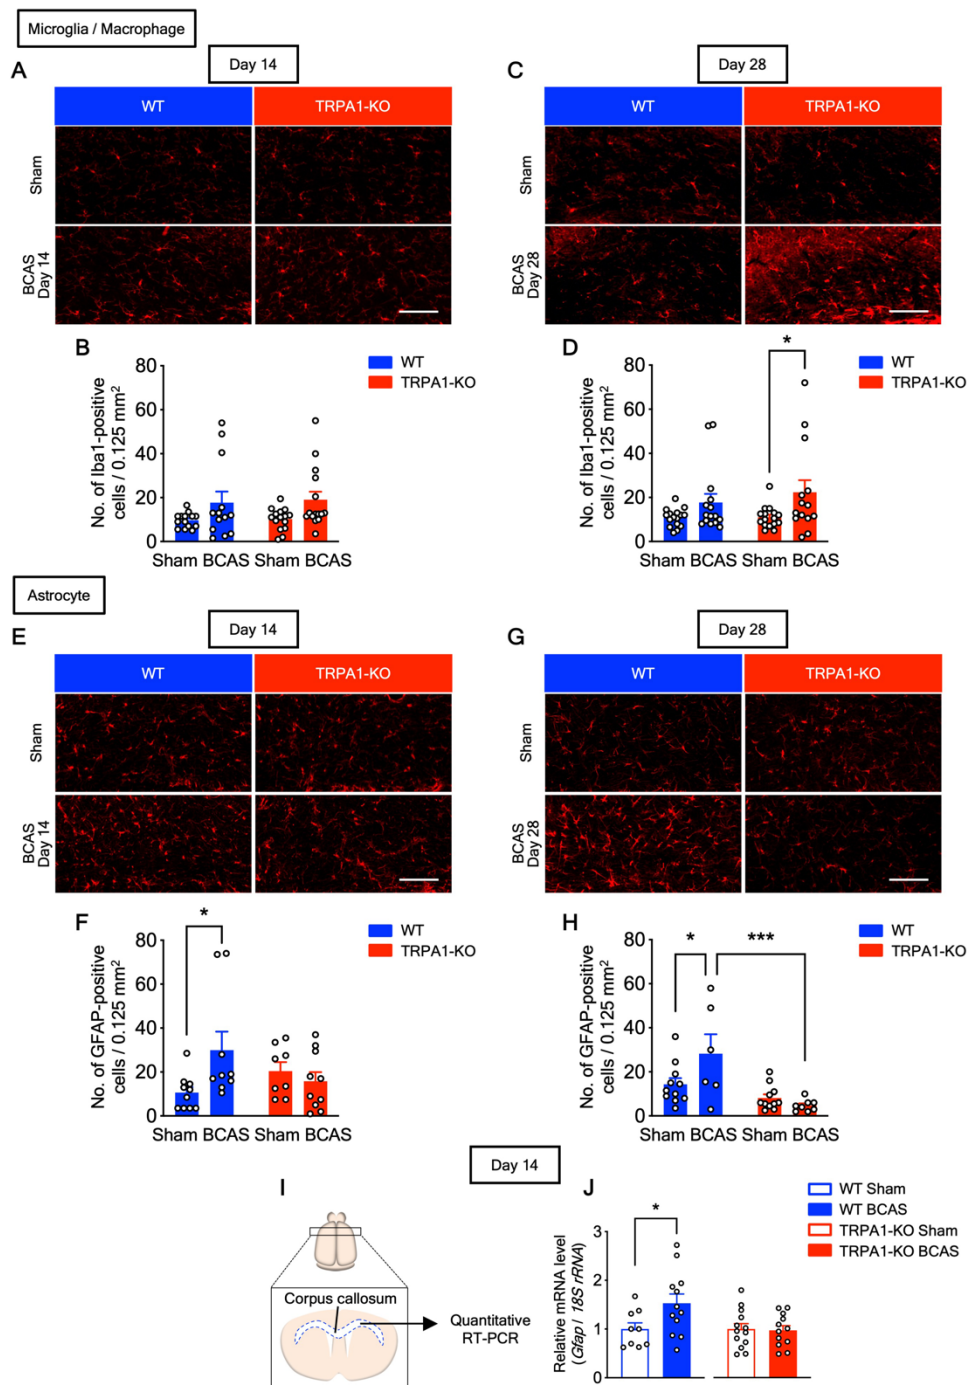 Microglia / Macrophage
A
Day 14
WT
TRPA1-KO
Sham
BCAS
Day 14
C
Day 28
WT
TRPA1-KO
Sham
BCAS
Day 28
B
No. of Iba1-positive
cells / 0.125 mm²
80
60
40
20
0
Sham BCAS Sham BCAS
WT
TRPA1-KO
D
No. of Iba1-positive
cells / 0.125 mm²
80
60
40
20
0
*
Sham BCAS Sham BCAS
WT
TRPA1-KO
Astrocyte
E
Day 14
WT
TRPA1-KO
Sham
BCAS
Day 14
G
Day 28
WT
TRPA1-KO
Sham
BCAS
Day 28
F
No. of GFAP-positive
cells / 0.125 mm²
80
60
40
20
0
*
Sham BCAS Sham BCAS
WT
TRPA1-KO
H
No. of GFAP-positive
cells / 0.125 mm²
80
60
40
20
0
* ***
Sham BCAS Sham BCAS
WT
TRPA1-KO
Day 14
I
Corpus callosum
Quantitative
RT-PCR
J
Relative mRNA level
(Gfap / 18S rRNA)
3
2
1
0
*
WT Sham
WT BCAS
TRPA1-KO Sham
TRPA1-KO BCAS